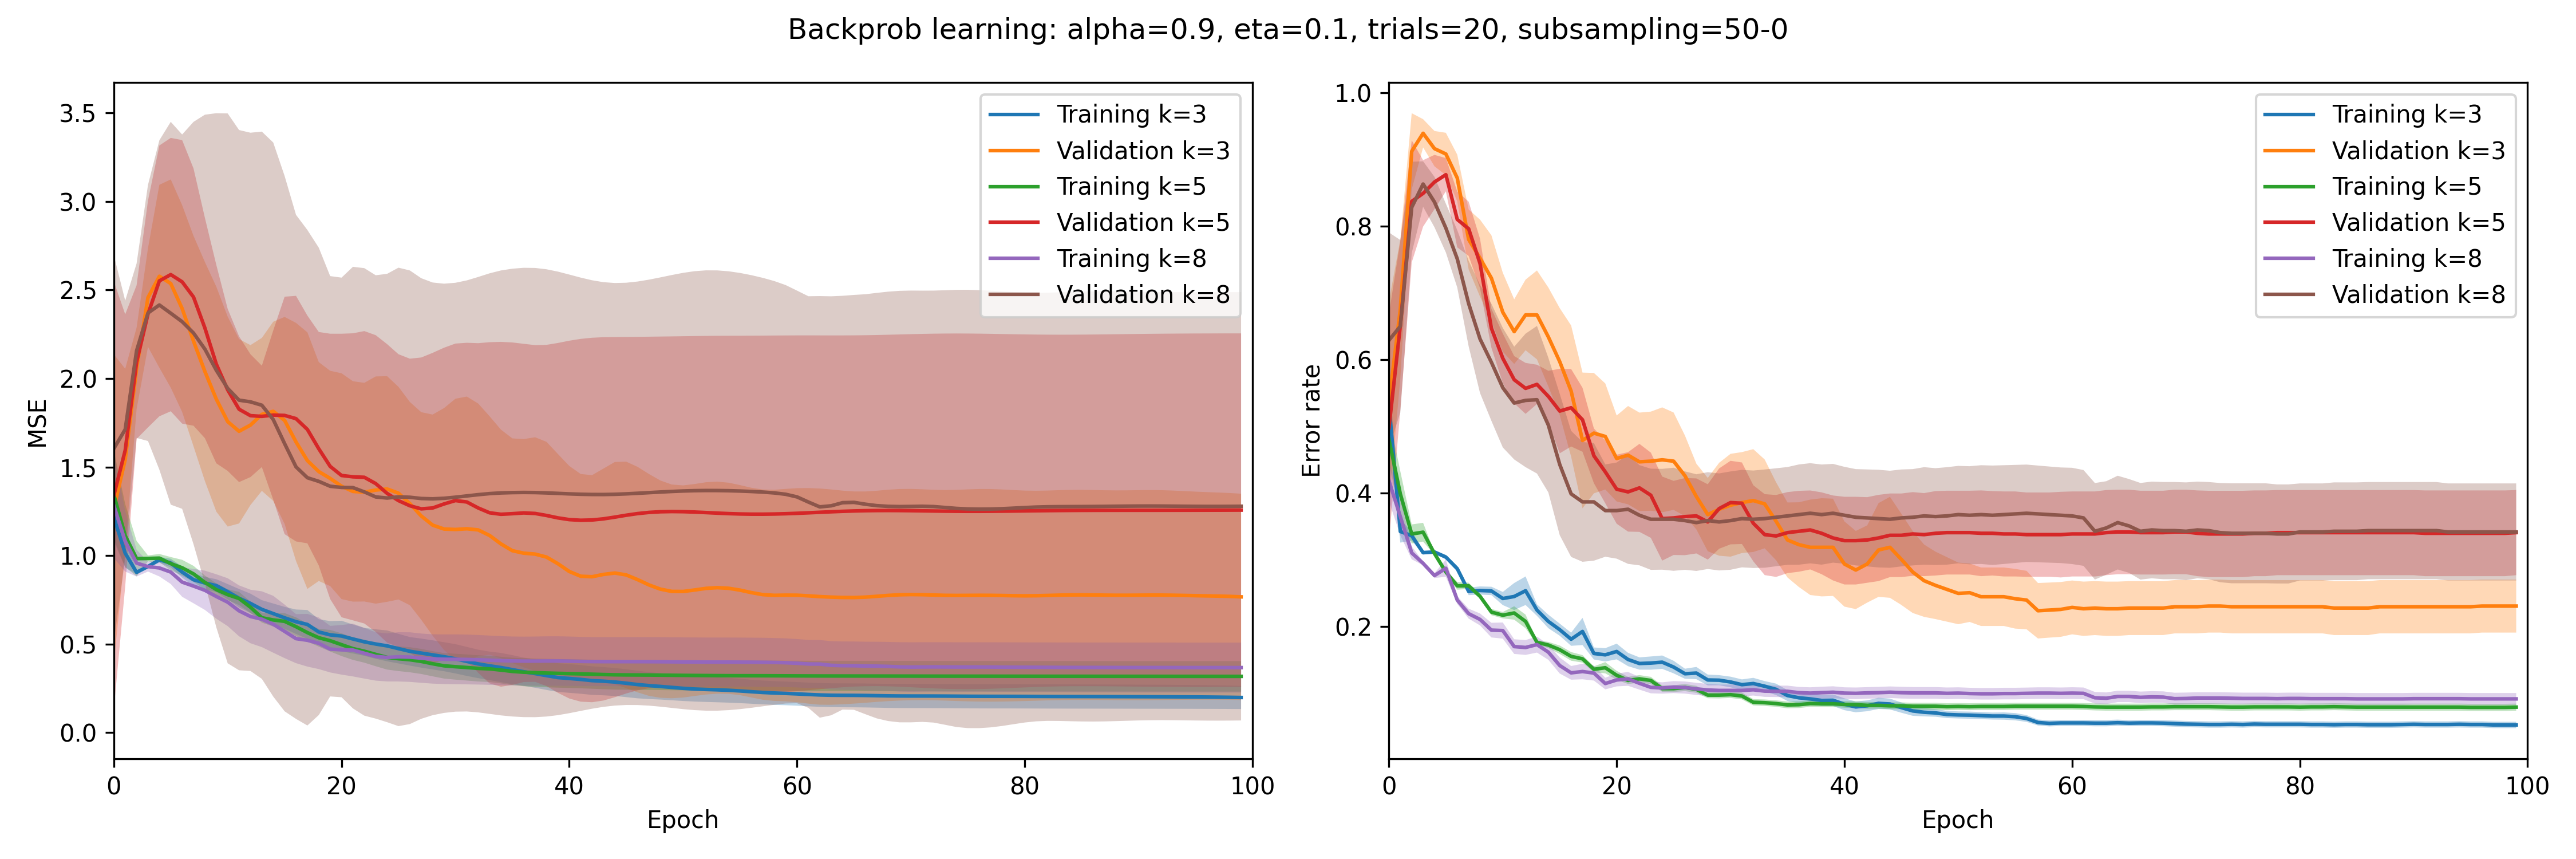 Backprob learning: alpha=0.9, eta=0.1, trials=20, subsampling=50-0
MSE
3.5
3.0
2.5
2.0
1.5
1.0
0.5
0.0
0 20 40 60 80 100
Epoch
Training k=3
Validation k=3
Training k=5
Validation k=5
Training k=8
Validation k=8
Error rate
1.0
0.8
0.6
0.4
0.2
0 20 40 60 80 100
Epoch
Training k=3
Validation k=3
Training k=5
Validation k=5
Training k=8
Validation k=8